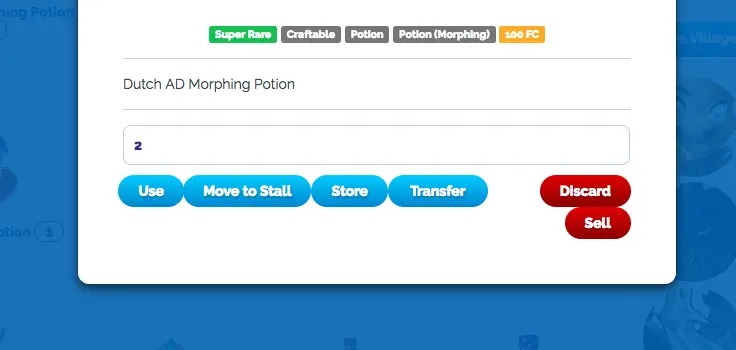 ning Potion
Super Rare Craftable Potion Potion (Morphing) 100 FC
e Village
Dutch AD Morphing Potion
2
Use Move to Stall Store Transfer Discard
Sell
otion 1